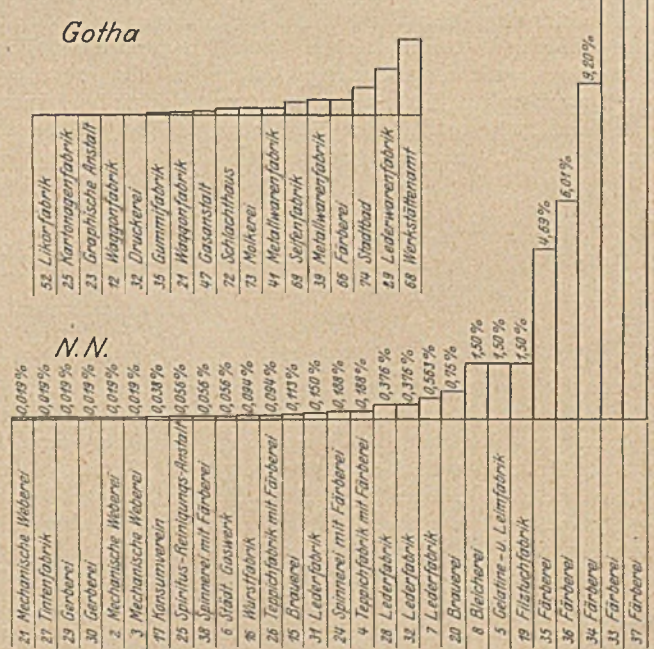 Gotha
52 Likörfabrik
25 Kartonagenfabrik
23 Graphische Anstalt
12 Waggonfabrik
32 Druckerei
35 Gummifabrik
21 Waggonfabrik
47 Gasanstalt
72 Schlachthaus
73 Molkerei
41 Metallwarenfabrik
69 Seifenfabrik
39 Metallwarenfabrik
66 Färberei
74 Stadtbad
89 Lederwarenfabrik
68 Werkstättenamt
N.N.
0,019%
0,019%
0,019%
0,019%
0,019%
0,019%
0,038%
0,056%
0,056%
0,056%
0,094%
0,094%
0,113%
0,150%
0,188%
0,188%
0,376%
0,376%
0,563%
0,75%
1,50%
1,50%
1,50%
4,69%
6,01%
9,20%
21 Mechanische Weberei
27 Tintenfabrik
29 Gerberei
30 Gerberei
2 Mechanische Weberei
3 Mechanische Weberei
17 Konsumverein
25 Spiritus-Reinigungs-Anstalt
38 Spinnerei mit Färberei
6 Städt. Gaswerk
16 Wurstfabrik
26 Teppichfabrik mit Färberei
15 Brauerei
31 Lederfabrik
24 Spinnerei mit Färberei
4 Teppichfabrik mit Färberei
28 Lederfabrik
32 Lederfabrik
7 Lederfabrik
20 Brauerei
8 Bleicherei
5 Gelatine- u Leimfabrik
19 Filztuchfabrik
35 Färberei
36 Färberei
34 Färberei
33 Färberei
37 Färberei